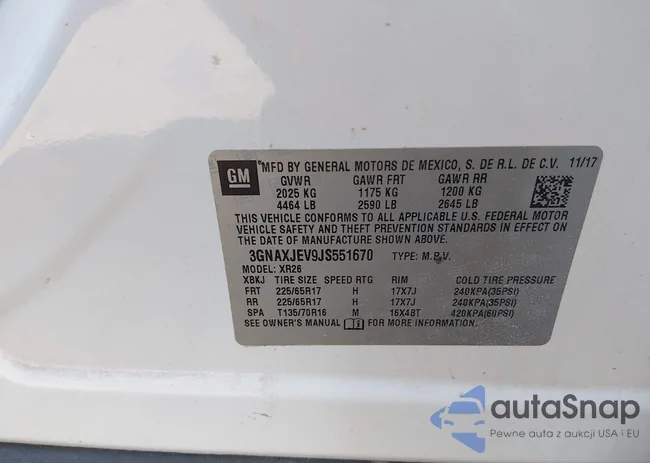 GM
MFD BY GENERAL MOTORS DE MEXICO, S. DE R.L. DE C.V. 11/17
GVWR GAWR FRT GAWR RR
2025 KG 1175 KG 1200 KG
4464 LB 2590 LB 2645 LB
THIS VEHICLE CONFORMS TO ALL APPLICABLE U.S. FEDERAL MOTOR
VEHICLE SAFETY AND THEFT PREVENTION STANDARDS IN EFFECT ON
THE DATE OF MANUFACTURE SHOWN ABOVE.
3GNAXJEV9JS551670 TYPE: M.P.V.
MODEL: XR26
XBKJ TIRE SIZE SPEED RTG RIM COLD TIRE PRESSURE
FRT 225/65R17 H 17X7J 240KPA(35PSI)
RR 225/65R17 H 17X7J 240KPA(35PSI)
SPA T135/70R16 M 16X4BT 420KPA(60PSI)
SEE OWNER'S MANUAL FOR MORE INFORMATION.
autaSnap
Pewne auta z aukcji USA i EU